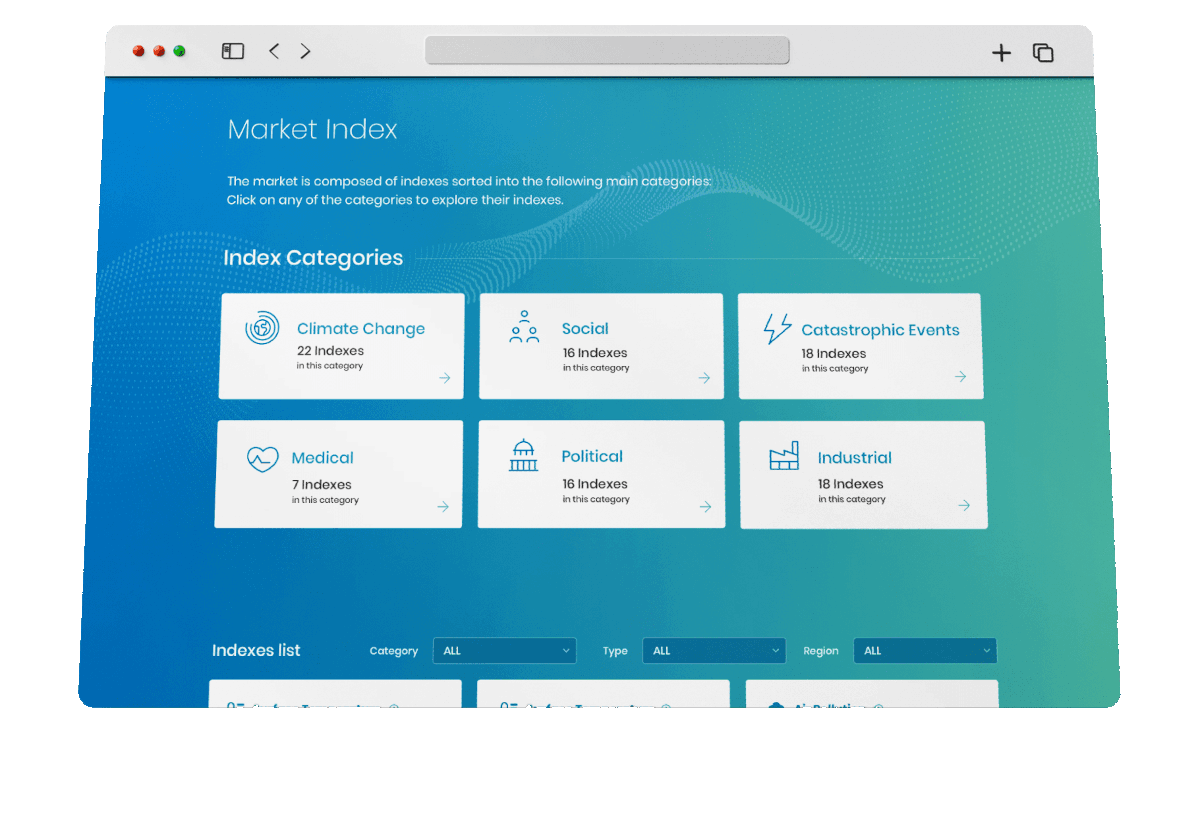 Market Index
The market is composed of indexes sorted into the following main categories:
Click on any of the categories to explore their indexes.
Index Categories
Climate Change
22 Indexes
in this category
Social
16 Indexes
in this category
Catastrophic Events
18 Indexes
in this category
Medical
7 Indexes
in this category
Political
16 Indexes
in this category
Industrial
18 Indexes
in this category
Indexes list
Category
ALL
Type
ALL
Region
ALL